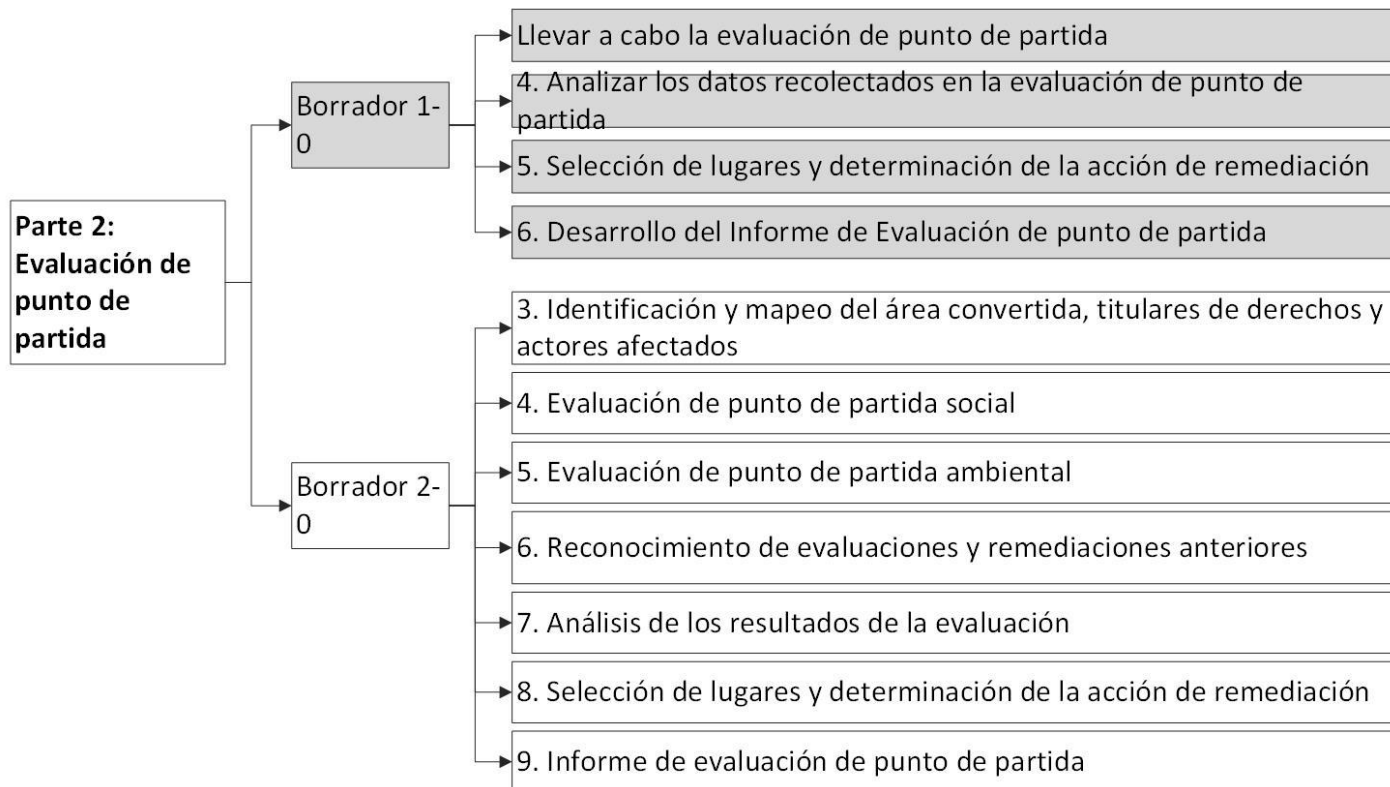 Parte 2:
Evaluación de
punto de
partida
Borrador 1-
0
Llevar a cabo la evaluación de punto de partida
4. Analizar los datos recolectados en la evaluación de punto de
partida
5. Selección de lugares y determinación de la acción de remediación
6. Desarrollo del Informe de Evaluación de punto de partida
Borrador 2-
0
3. Identificación y mapeo del área convertida, titulares de derechos y
actores afectados
4. Evaluación de punto de partida social
5. Evaluación de punto de partida ambiental
6. Reconocimiento de evaluaciones y remediaciones anteriores
7. Análisis de los resultados de la evaluación
8. Selección de lugares y determinación de la acción de remediación
9. Informe de evaluación de punto de partida